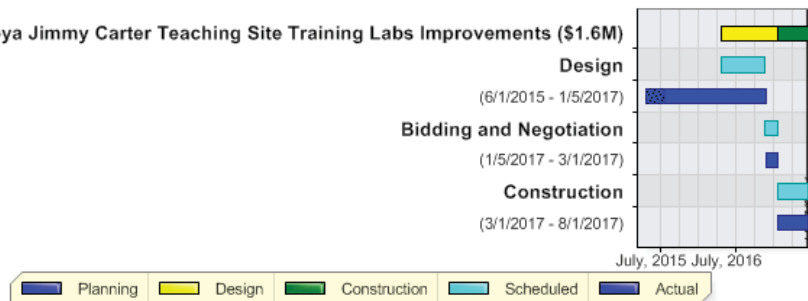 ya Jimmy Carter Teaching Site Training Labs Improvements ($1.6M)
Design
(6/1/2015 - 1/5/2017)
Bidding and Negotiation
(1/5/2017 - 3/1/2017)
Construction
(3/1/2017 - 8/1/2017)
July, 2015 July, 2016
Planning Design Construction Scheduled Actual